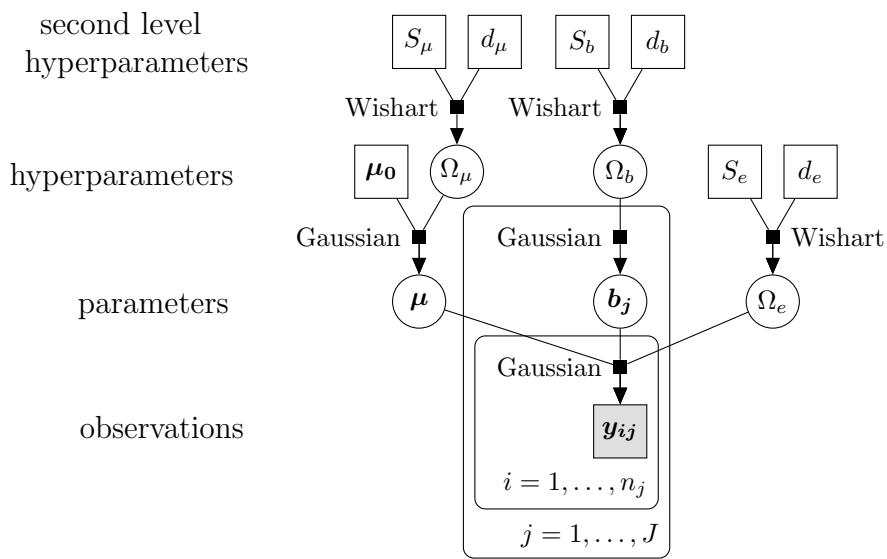 second level
hyperparameters
S_μ d_μ S_b d_b
Wishart Wishart
hyperparameters
μ_0 Ω_μ Ω_b S_e d_e
Gaussian Gaussian Wishart
parameters
μ b_j Ω_e
Gaussian
observations
y_ij
i = 1, . . . , n_j
j = 1, . . . , J